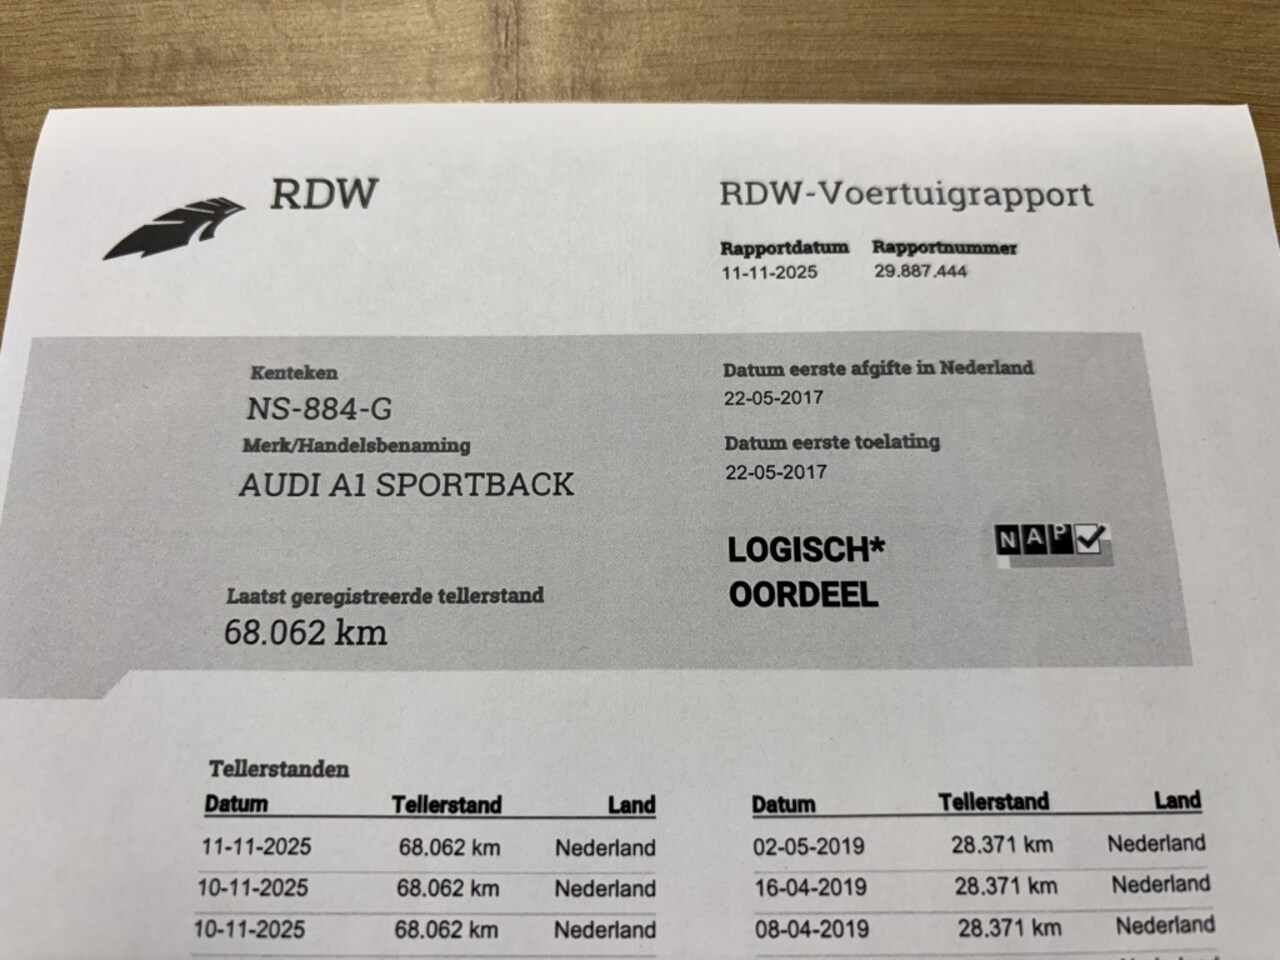 RDW
RDW-Voertuigrapport
Rapportdatum Rapportnummer
11-11-2025 29.887.444
Kenteken
NS-884-G
Merk/Handelsbenaming
AUDI A1 SPORTBACK
Laatst geregistreerde tellerstand
68.062 km
Datum eerste afgifte in Nederland
22-05-2017
Datum eerste toelating
22-05-2017
LOGISCH*
OORDEEL
NAP
Tellerstanden
Datum Tellerstand Land Datum Tellerstand Land
11-11-2025 68.062 km Nederland 02-05-2019 28.371 km Nederland
10-11-2025 68.062 km Nederland 16-04-2019 28.371 km Nederland
10-11-2025 68.062 km Nederland 08-04-2019 28.371 km Nederland